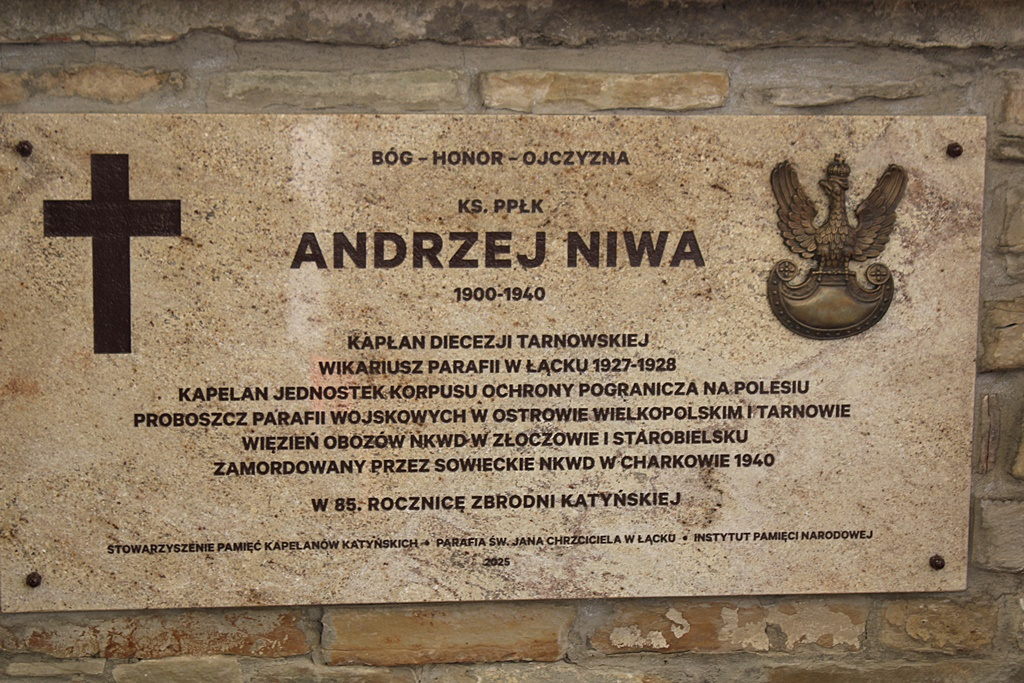 BÓG – HONOR – OJCZYZNA
KS. PPŁK
ANDRZEJ NIWA
1900-1940
KAPŁAN DIECEZJI TARNOWSKIEJ
WIKARIUSZ PARAFII W ŁĄCKU 1927-1928
KAPELAN JEDNOSTEK KORPUSU OCHRONY POGRANICZA NA POLESIU
PROBOSZCZ PARAFII WOJSKOWYCH W OSTROWIE WIELKOPOLSKIM I TARNOWIE
WIĘZIEŃ OBOZÓW NKWD W ZŁOCZOWIE I STAROBIELSKU
ZAMORDOWANY PRZEZ SOWIECKIE NKWD W CHARKOWIE 1940
W 85. ROCZNICĘ ZBRODNI KATYŃSKIEJ
STOWARZYSZENIE PAMIĘĆ KAPELANÓW KATYŃSKICH • PARAFIA ŚW. JANA CHRZCICIELA W ŁĄCKU • INSTYTUT PAMIĘCI NARODOWEJ
2025